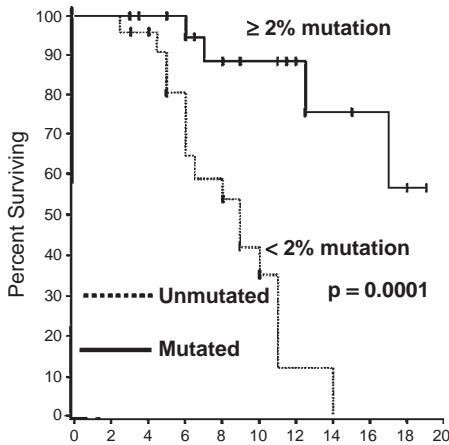 100
90
80
70
60
50
40
30
20
10
0
Percent Surviving
≥ 2% mutation
< 2% mutation
p = 0.0001
Unmutated
Mutated
0 2 4 6 8 10 12 14 16 18 20